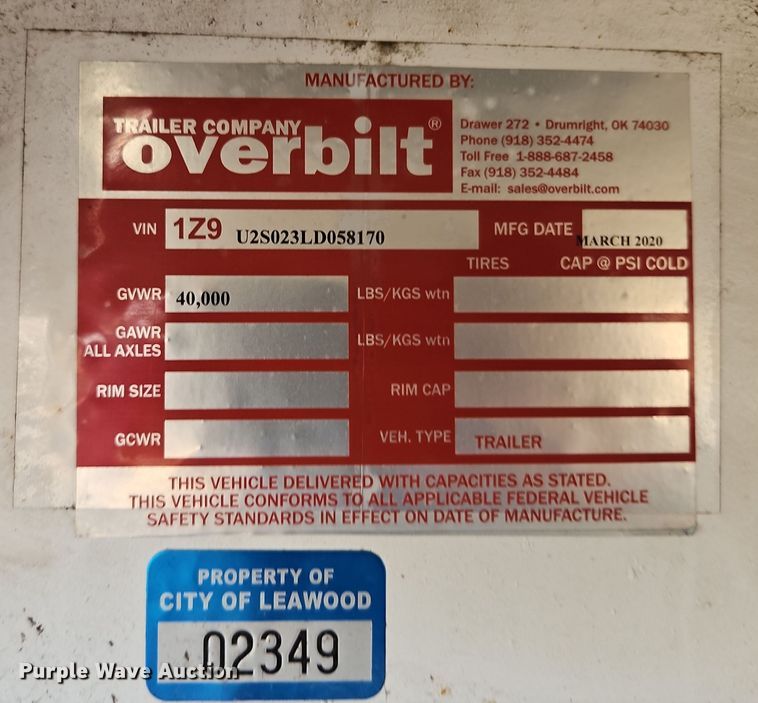 MANUFACTURED BY:
TRAILER COMPANY
overbilt®
Drawer 272 • Drumright, OK 74030
Phone (918) 352-4474
Toll Free 1-888-687-2458
Fax (918) 352-4484
E-mail: sales@overbilt.com
VIN 1Z9 U2S023LD058170 MFG DATE MARCH 2020
TIRES CAP @ PSI COLD
GVWR 40,000 LBS/KGS wtn
GAWR
ALL AXLES LBS/KGS wtn
RIM SIZE RIM CAP
GCWR VEH. TYPE TRAILER
THIS VEHICLE DELIVERED WITH CAPACITIES AS STATED.
THIS VEHICLE CONFORMS TO ALL APPLICABLE FEDERAL VEHICLE
SAFETY STANDARDS IN EFFECT ON DATE OF MANUFACTURE.
PROPERTY OF
CITY OF LEAWOOD
02349
Purple Wave Auction